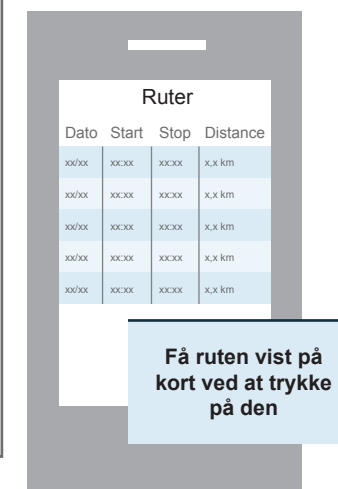 Ruter
Dato Start Stop Distance
xx/xx xx:xx xx:xx x,x km
xx/xx xx:xx xx:xx x,x km
xx/xx xx:xx xx:xx x,x km
xx/xx xx:xx xx:xx x,x km
xx/xx xx:xx xx:xx x,x km
Få ruten vist på
kort ved at trykke
på den